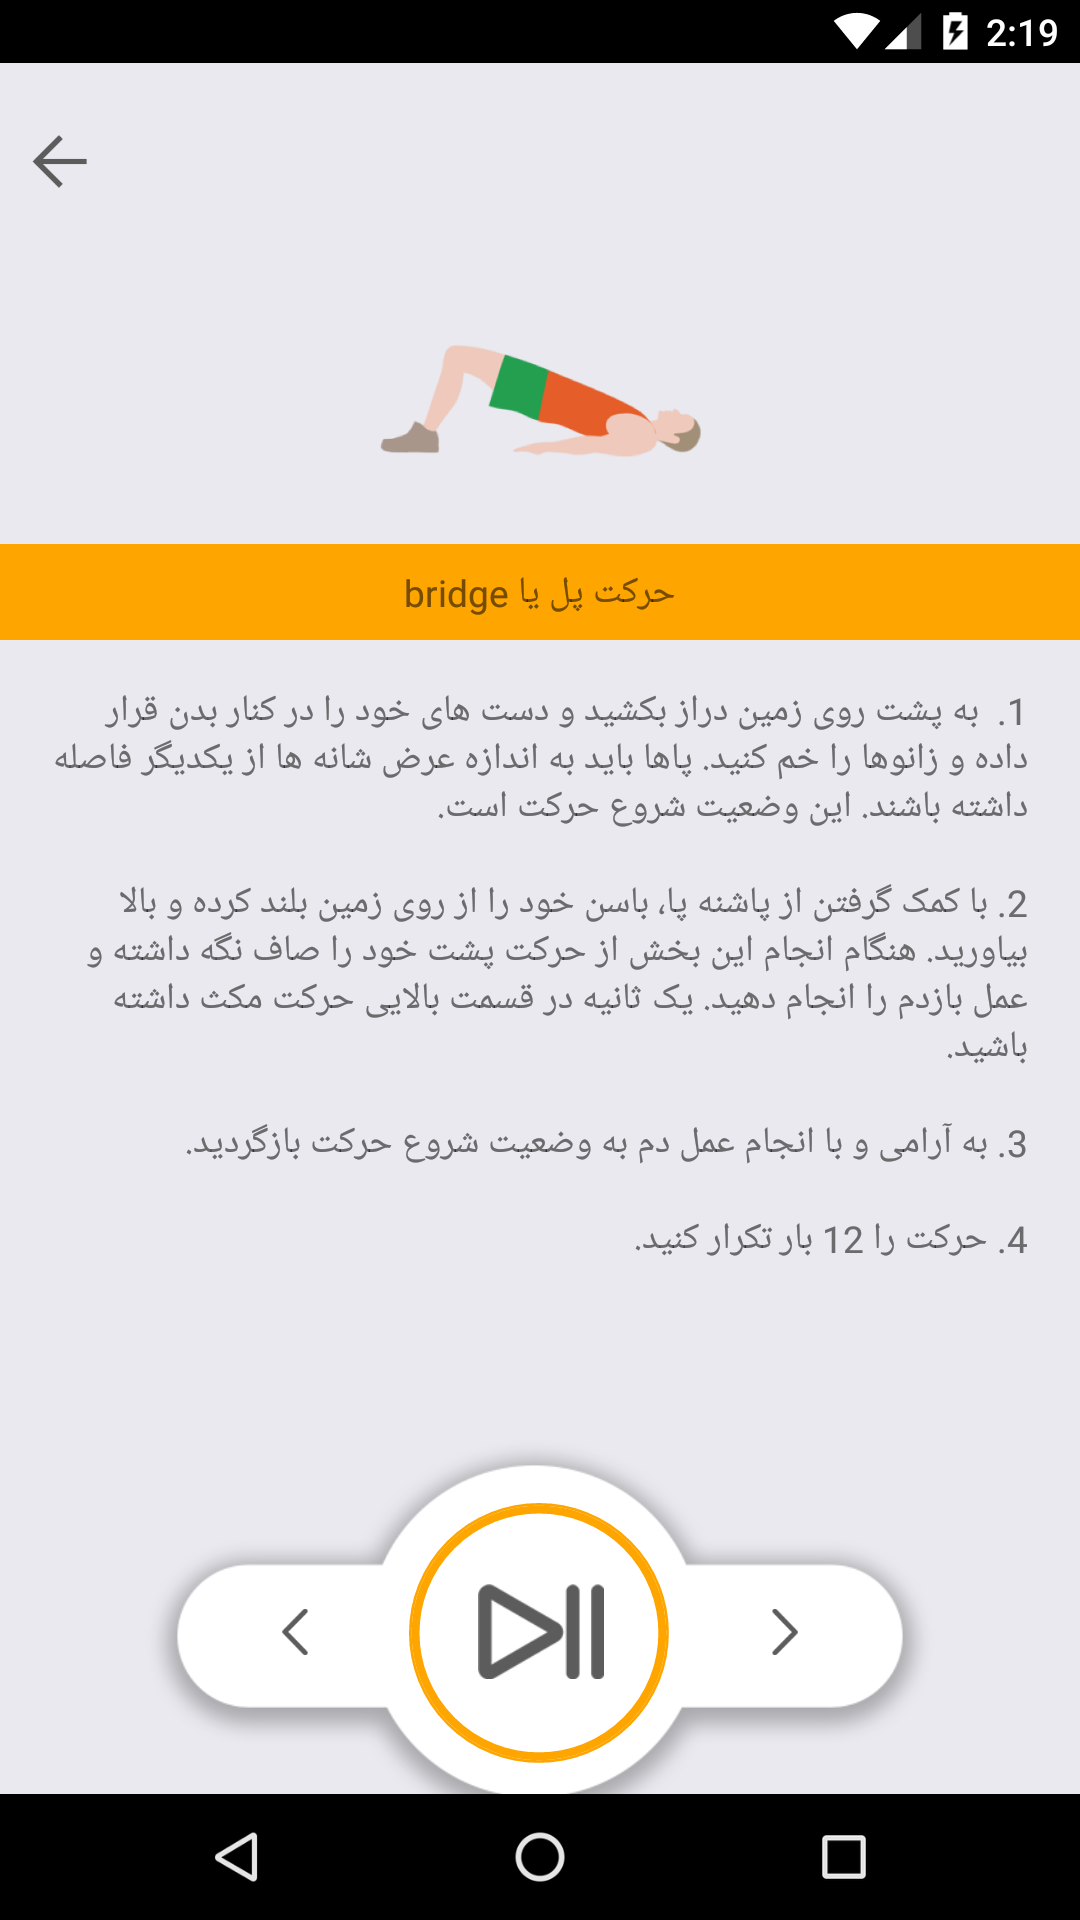 2:19
حرکت پل یا bridge
1. به پشت روی زمین دراز بکشید و دست های خود را در کنار بدن قرار
داده و زانوها را خم کنید. پاها باید به اندازه عرض شانه ها از یکدیگر فاصله
داشته باشند. این وضعیت شروع حرکت است.
2. با کمک گرفتن از پاشنه پا، باسن خود را از روی زمین بلند کرده و بالا
بیاورید. هنگام انجام این بخش از حرکت پشت خود را صاف نگه داشته و
عمل بازدم را انجام دهید. یک ثانیه در قسمت بالایی حرکت مکث داشته
باشید.
3. به آرامی و با انجام عمل دم به وضعیت شروع حرکت بازگردید.
4. حرکت را 12 بار تکرار کنید.